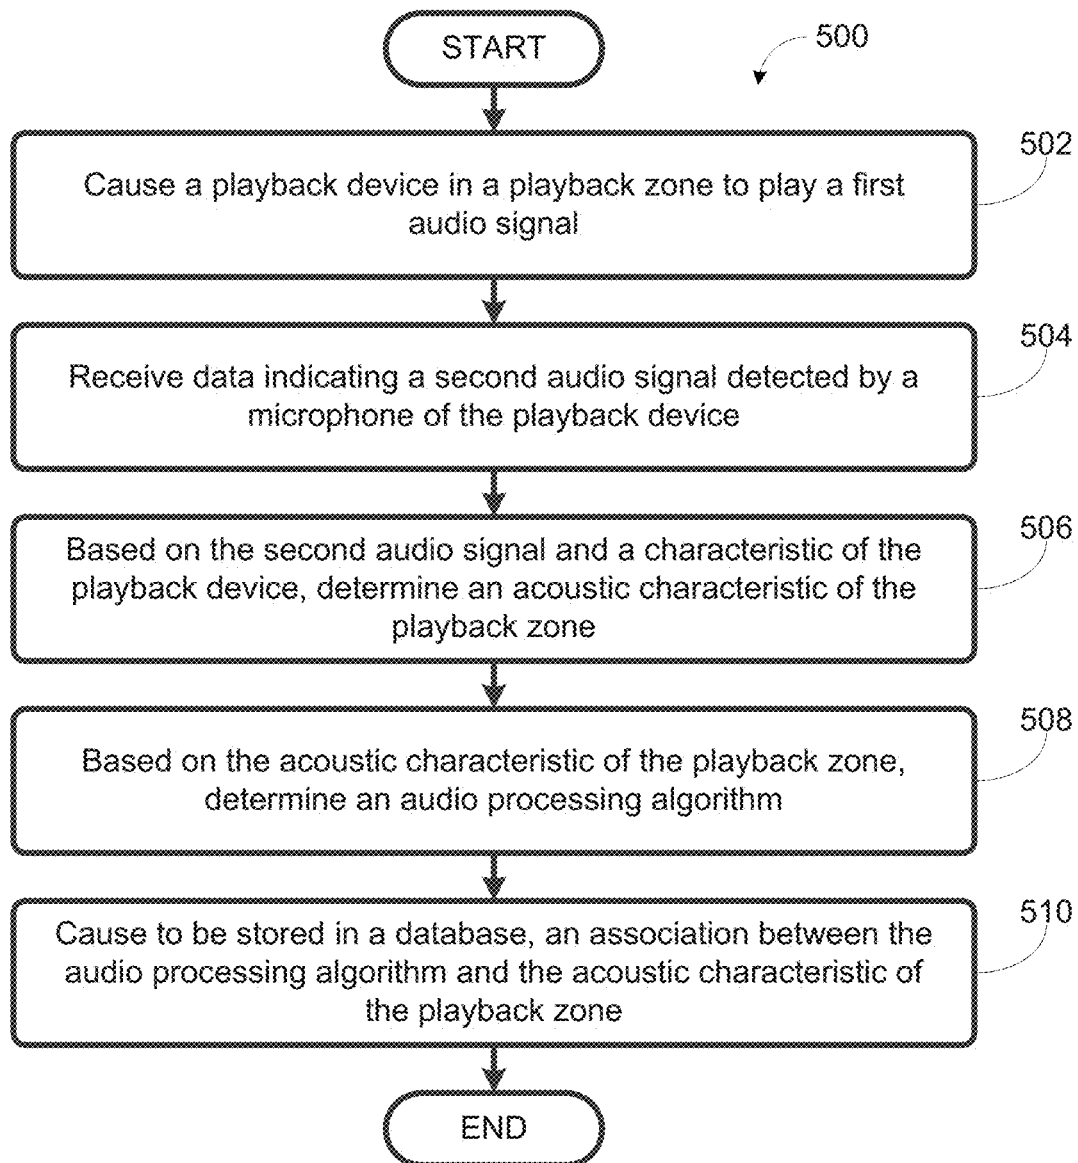 START
500
502
Cause a playback device in a playback zone to play a first
audio signal
504
Receive data indicating a second audio signal detected by a
microphone of the playback device
506
Based on the second audio signal and a characteristic of the
playback device, determine an acoustic characteristic of the
playback zone
508
Based on the acoustic characteristic of the playback zone,
determine an audio processing algorithm
510
Cause to be stored in a database, an association between the
audio processing algorithm and the acoustic characteristic of
the playback zone
END